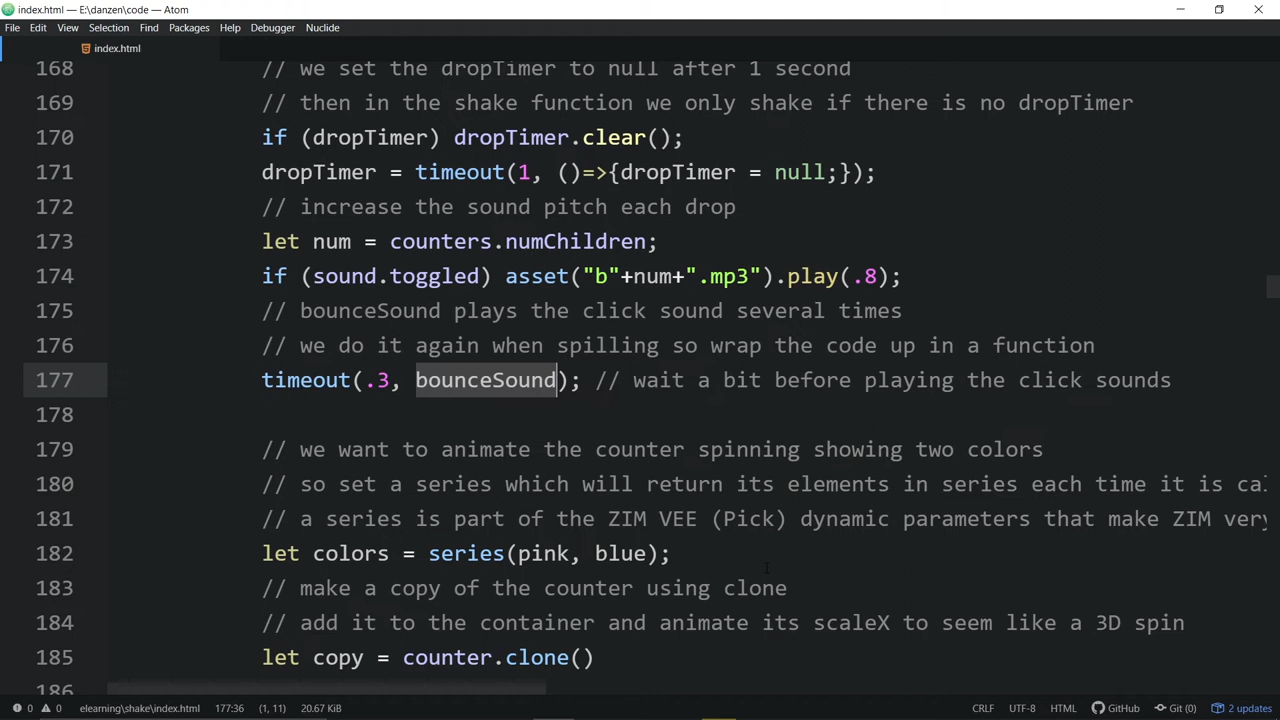 index.html — E:\danzen\code — Atom
File Edit View Selection Find Packages Help Debugger Nuclide
index.html
168 // we set the dropTimer to null after 1 second
169 // then in the shake function we only shake if there is no dropTimer
170 if (dropTimer) dropTimer.clear();
171 dropTimer = timeout(1, ()=>{dropTimer = null;});
172 // increase the sound pitch each drop
173 let num = counters.numChildren;
174 if (sound.toggled) asset("b"+num+".mp3").play(.8);
175 // bounceSound plays the click sound several times
176 // we do it again when spilling so wrap the code up in a function
177 timeout(.3, bounceSound); // wait a bit before playing the click sounds
178
179 // we want to animate the counter spinning showing two colors
180 // so set a series which will return its elements in series each time it is cal
181 // a series is part of the ZIM VEE (Pick) dynamic parameters that make ZIM very
182 let colors = series(pink, blue);
183 // make a copy of the counter using clone
184 // add it to the container and animate its scaleX to seem like a 3D spin
185 let copy = counter.clone()
186
0 0 elearning\shake\index.html 177:36 (1, 11) 20.67 KiB CRLF UTF-8 HTML GitHub Git (0) 2 updates